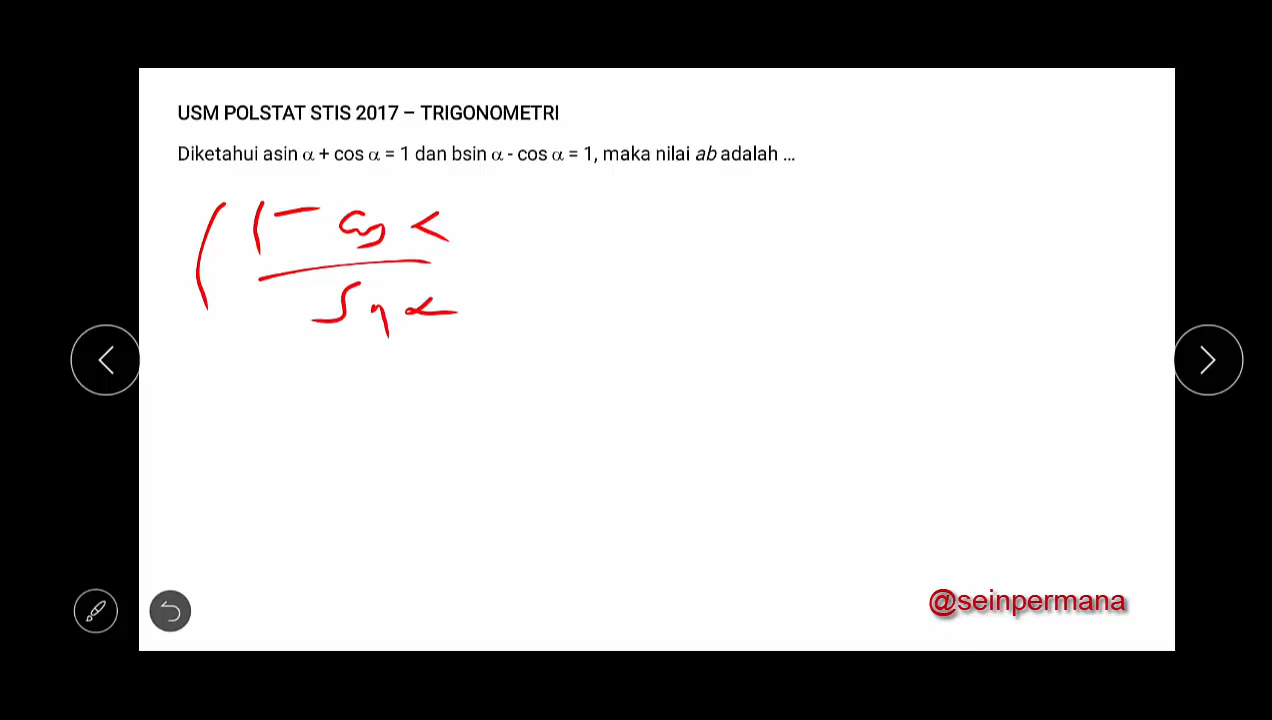 USM POLSTAT STIS 2017 – TRIGONOMETRI
Diketahui asin α + cos α = 1 dan bsin α - cos α = 1, maka nilai ab adalah ...
( 1 - cos α
sin α
@seinpermana